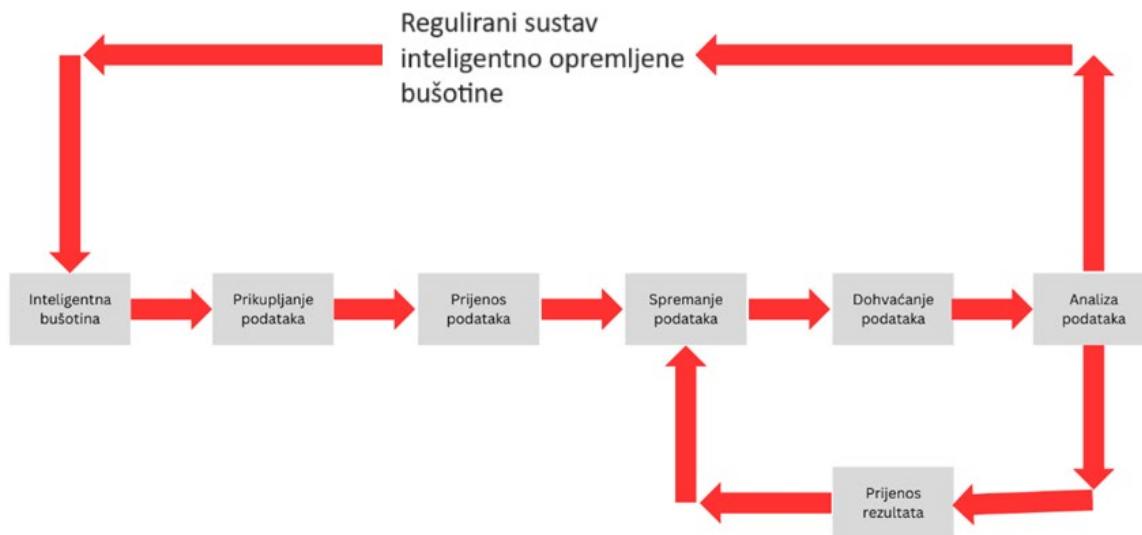 Regulirani sustav
inteligentno opremljene
bušotine
Inteligentna
bušotina
Prikupljanje
podataka
Prijenos
podataka
Spremanje
podataka
Dohvaćanje
podataka
Analiza
podataka
Prijenos
rezultata